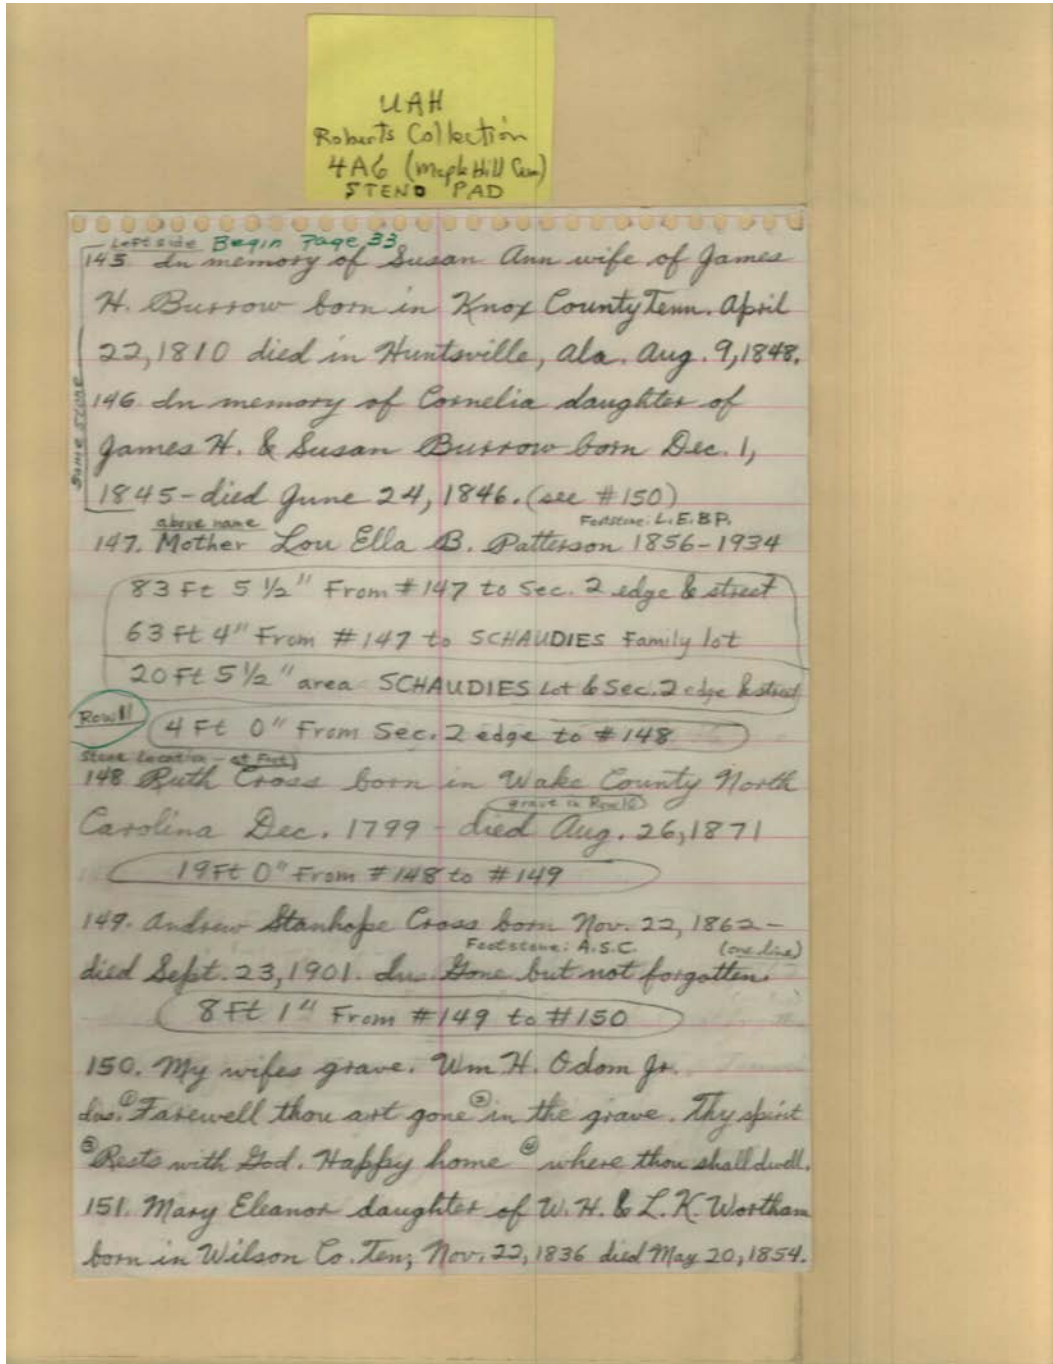 UAH
Roberts Collection
4A6 (Maple Hill Cem)
STENO PAD
Left side Begin Page 33
145 In memory of Susan Ann wife of James
H. Burrow born in Knox County Tenn. April
22, 1810 died in Huntsville, Ala. Aug. 9, 1848.
same stone
146. In memory of Cornelia daughter of
James H. & Susan Burrow born Dec. 1,
1845 - died June 24, 1846. (see #150)
above name Footstone: L.E.B.P.
147. Mother Lou Ella B. Patterson 1856-1934
83 Ft 5 1/2" From #147 to Sec. 2 edge & street
63 Ft 4" From #147 to SCHAUDIES Family lot
20 Ft 5 1/2" area SCHAUDIES Lot & Sec. 2 edge & street
Row 11
4 Ft 0" From Sec. 2 edge to #148
Stone Location - at Foot)
148 Ruth Cross born in Wake County North
grave in Row 10
Carolina Dec. 1799 - died Aug. 26, 1871
19 Ft 0" From #148 to #149
149. Andrew Stanhope Cross born Nov. 22, 1862 -
Footstone: A.S.C. (one line)
died Sept. 23, 1901. Ins. Gone but not forgotten.
8 Ft 1" From #149 to #150
150. My wifes grave. Wm H. Odom Jr.
Ins. ① Farewell thou art gone ② in the grave. Thy spirit
③ Rests with God. Happy home ④ where thou shall dwell.
151. Mary Eleanor daughter of W. H. & L. K. Wortham
born in Wilson Co. Ten; Nov. 22, 1836 died May 20, 1854.